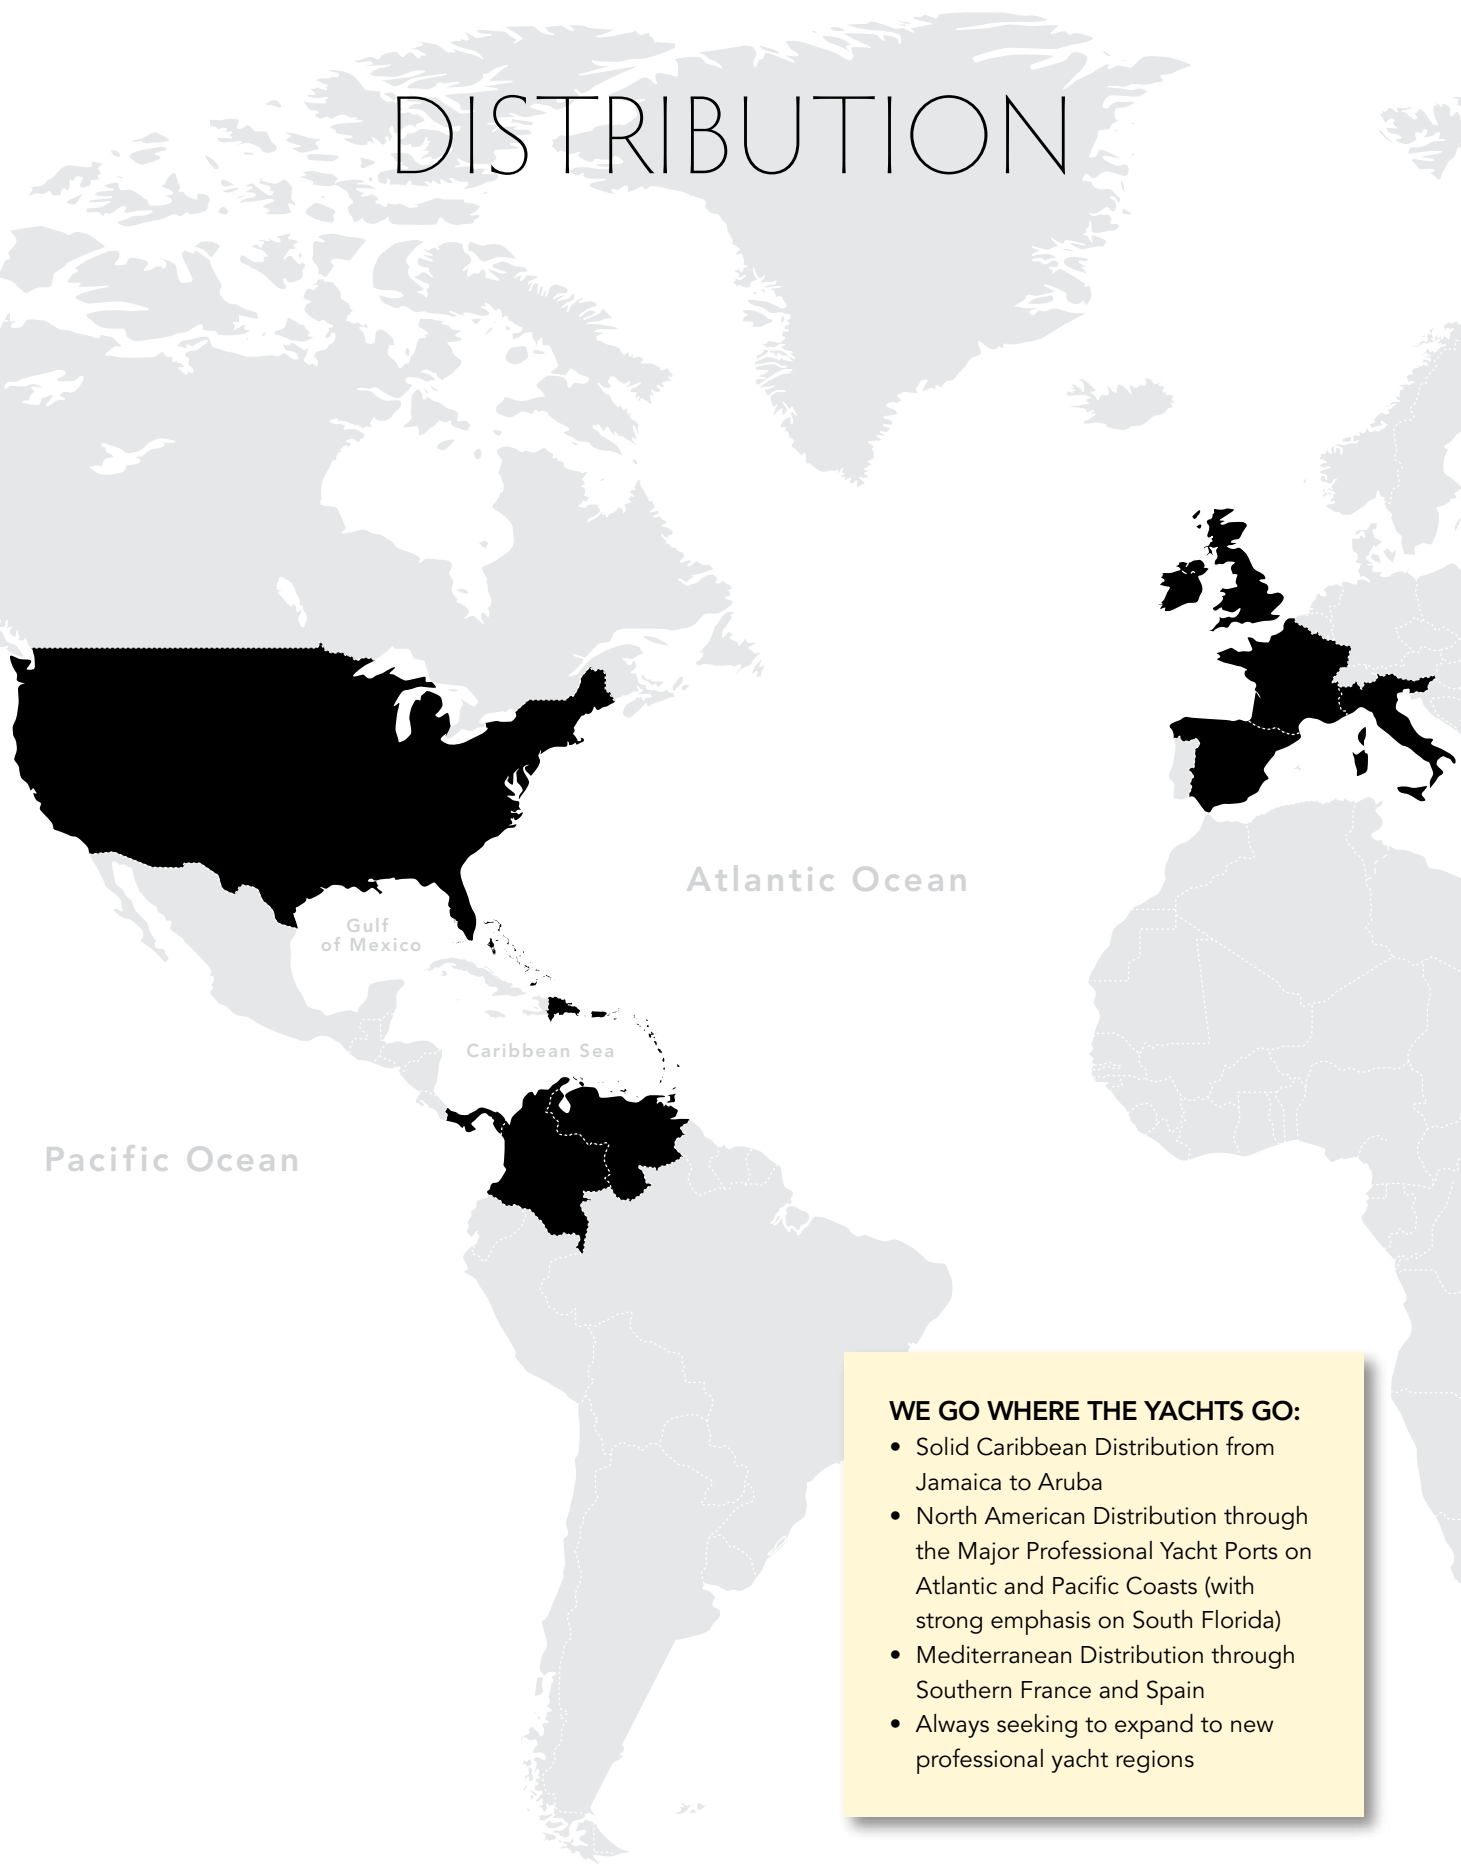 DISTRIBUTION
Atlantic Ocean
Gulf
of Mexico
Caribbean Sea
Pacific Ocean
WE GO WHERE THE YACHTS GO:
• Solid Caribbean Distribution from
Jamaica to Aruba
• North American Distribution through
the Major Professional Yacht Ports on
Atlantic and Pacific Coasts (with
strong emphasis on South Florida)
• Mediterranean Distribution through
Southern France and Spain
• Always seeking to expand to new
professional yacht regions